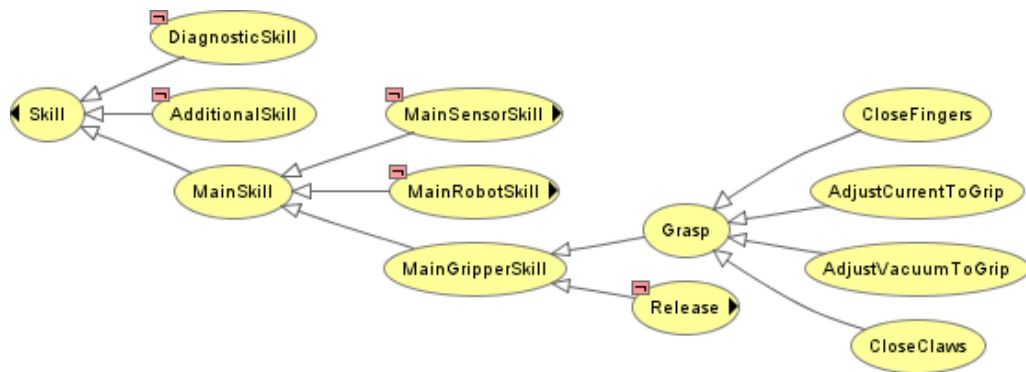 DiagnosticSkill
Skill
AdditionalSkill
MainSensorSkill
CloseFingers
MainSkill
MainRobotSkill
AdjustCurrentToGrip
Grasp
MainGripperSkill
AdjustVacuumToGrip
Release
CloseClaws